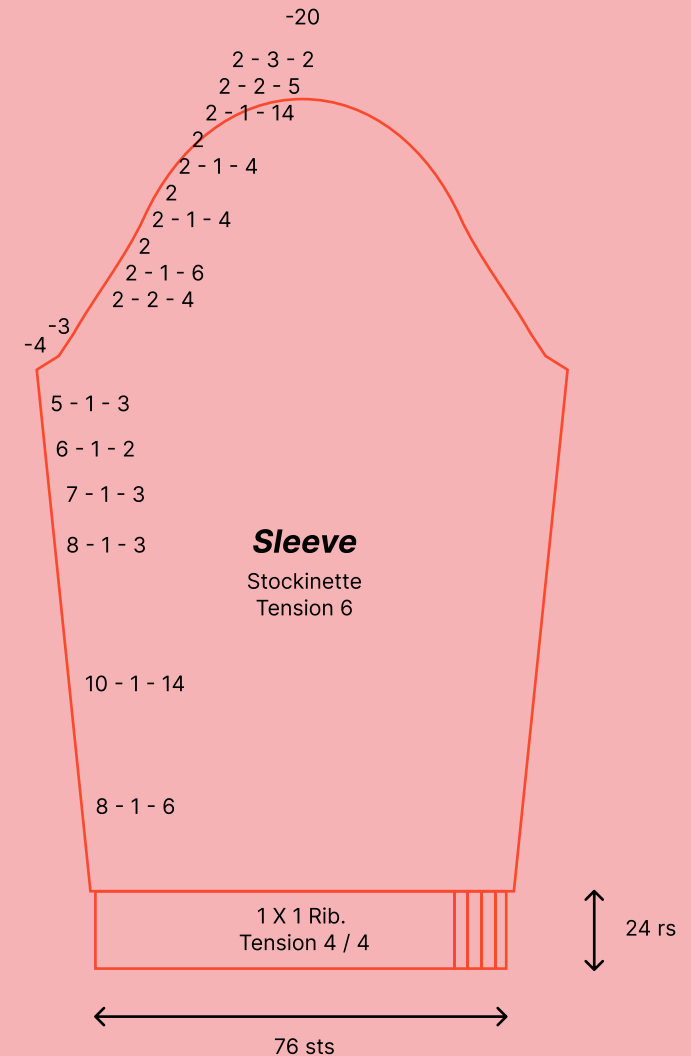 -20
2 - 3 - 2
2 - 2 - 5
2 - 1 - 14
2
2 - 1 - 4
2
2 - 1 - 4
2
2 - 1 - 6
2 - 2 - 4
-3
-4
5 - 1 - 3
6 - 1 - 2
7 - 1 - 3
8 - 1 - 3
Sleeve
Stockinette
Tension 6
10 - 1 - 14
8 - 1 - 6
1 X 1 Rib.
Tension 4 / 4
24 rs
76 sts